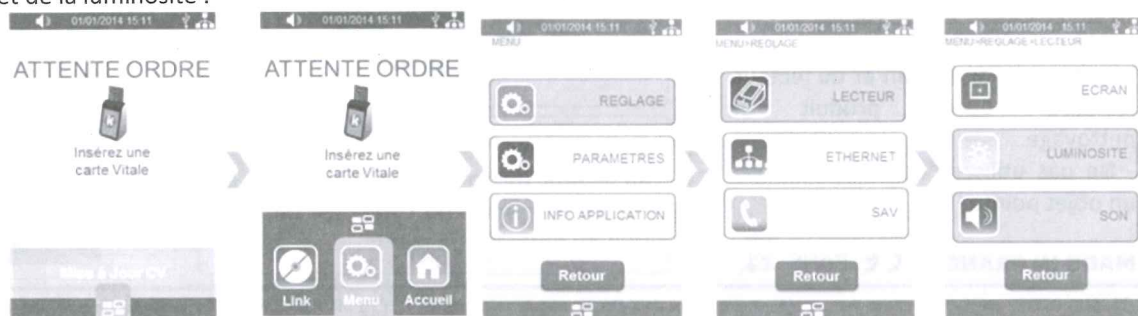 et de la luminosité :
01/01/2014 15:11
ATTENTE ORDRE
Insérez une
carte Vitale
Mise à Jour CV
01/01/2014 15:11
ATTENTE ORDRE
Insérez une
carte Vitale
Link
Menu
Accueil
01/01/2014 15:11
MENU
REGLAGE
PARAMETRES
INFO APPLICATION
Retour
01/01/2014 15:11
MENU>REGLAGE
LECTEUR
ETHERNET
SAV
Retour
01/01/2014 15:11
MENU>REGLAGE>LECTEUR
ECRAN
LUMINOSITE
SON
Retour